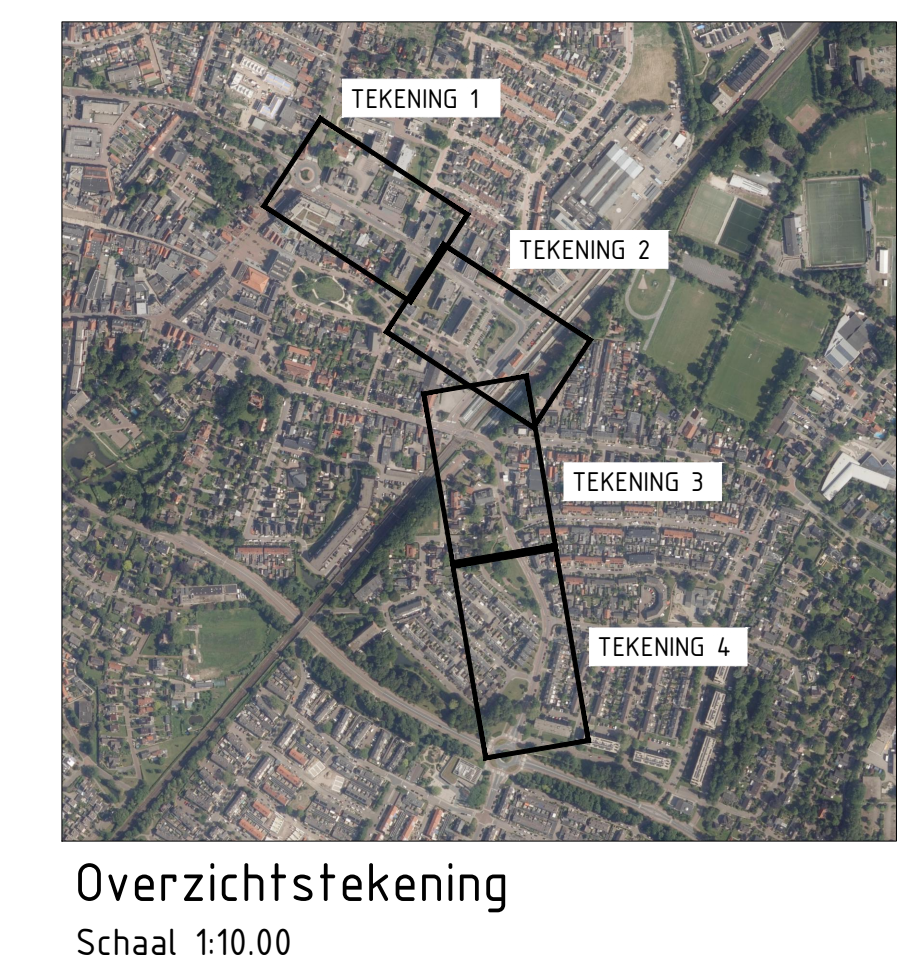 TEKENING 1
TEKENING 2
TEKENING 3
TEKENING 4
Overzichtstekening
Schaal 1:10.00